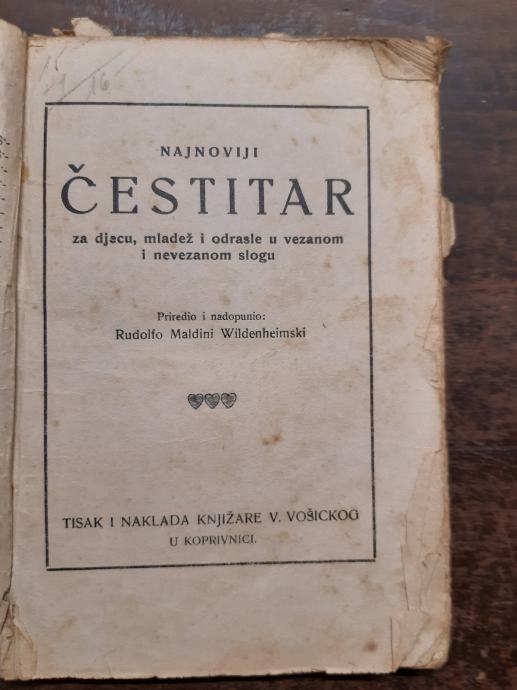 NAJNOVIJI
ČESTITAR
za djecu, mladež i odrasle u vezanom
i nevezanom slogu
Priredio i nadopunio:
Rudolfo Maldini Wildenheimski
TISAK I NAKLADA KNJIŽARE V. VOŠICKOG
U KOPRIVNICI.